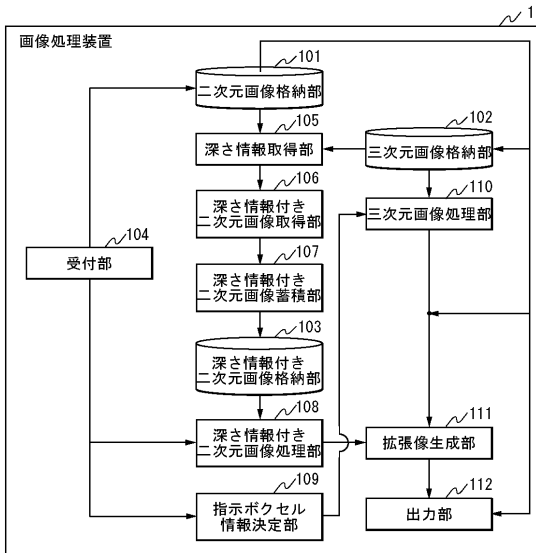 1
画像処理装置
101
二次元画像格納部
105
深さ情報取得部
102
三次元画像格納部
106
深さ情報付き
二次元画像取得部
110
三次元画像処理部
104
受付部
107
深さ情報付き
二次元画像蓄積部
103
深さ情報付き
二次元画像格納部
108
深さ情報付き
二次元画像処理部
111
拡張像生成部
109
指示ボクセル
情報決定部
112
出力部